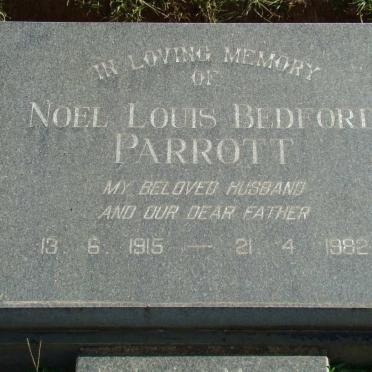 IN LOVING MEMORY
OF
NOEL LOUIS BEDFORD
PARROTT
MY BELOVED HUSBAND
AND OUR DEAR FATHER
13 6 1915 — 21 4 1982